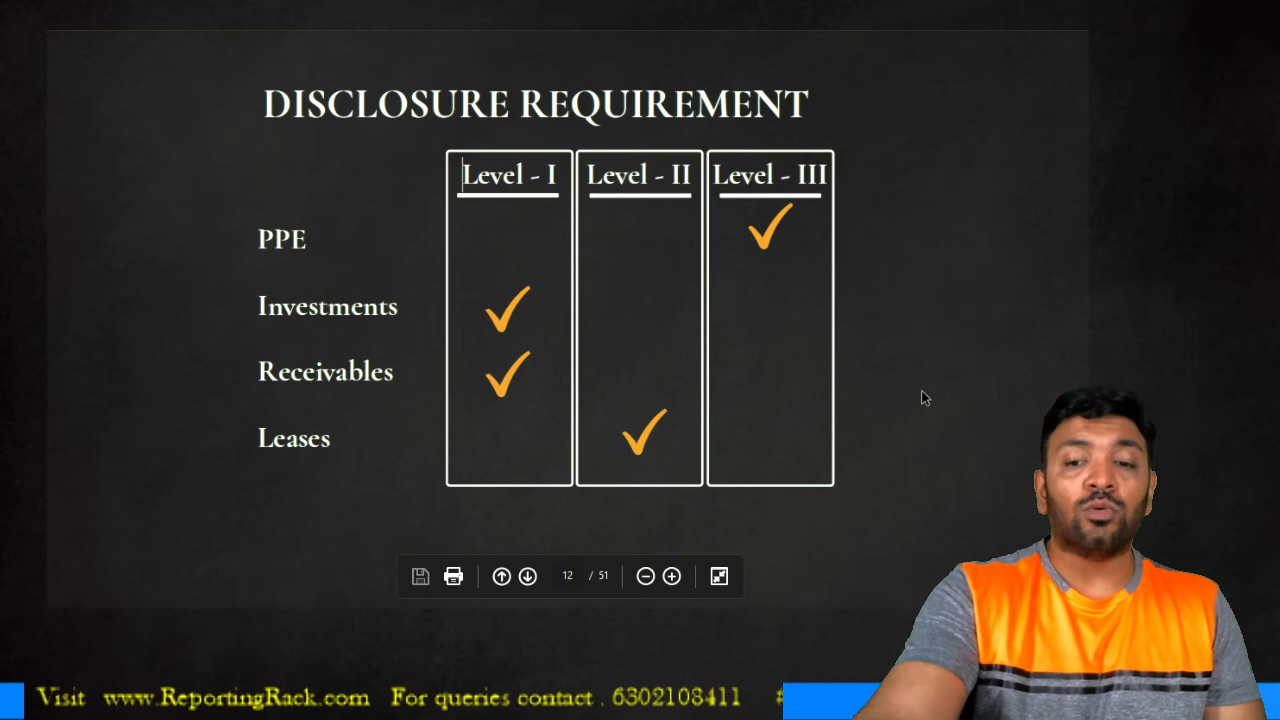 DISCLOSURE REQUIREMENT
Level - I Level - II Level - III
PPE
Investments
Receivables
Leases
12 / 51
Visit www.ReportingRack.com For queries contact . 6302108411 #